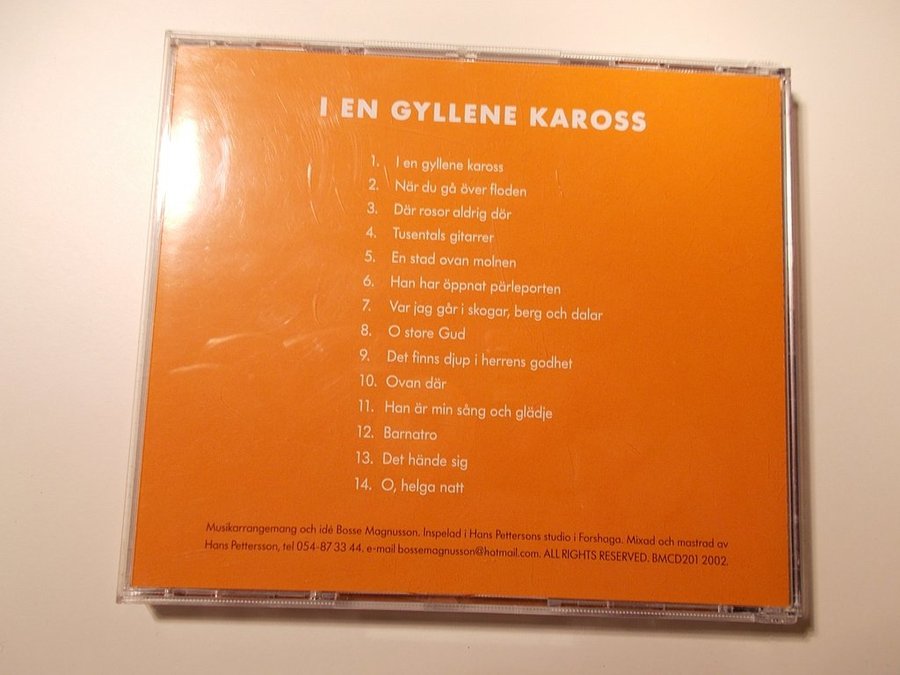 I EN GYLLENE KAROSS
1. I en gyllene kaross
2. När du gå över floden
3. Där rosor aldrig dör
4. Tusentals gitarrer
5. En stad ovan molnen
6. Han har öppnat pärleporten
7. Var jag går i skogar, berg och dalar
8. O store Gud
9. Det finns djup i herrens godhet
10. Ovan där
11. Han är min sång och glädje
12. Barnatro
13. Det hände sig
14. O, helga natt
Musikarrangemang och idé Bosse Magnusson. Inspelad i Hans Pettersons studio i Forshaga. Mixad och mastrad av
Hans Pettersson, tel 054-87 33 44, e-mail bossemagnusson@hotmail.com. ALL RIGHTS RESERVED. BMCD201 2002.